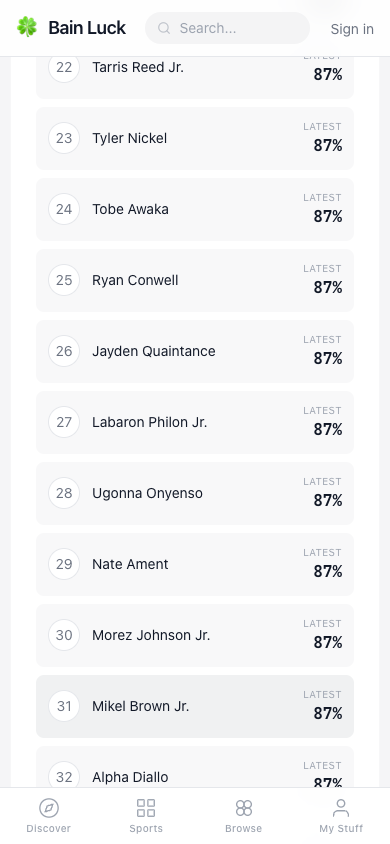 Bain Luck
Search...
Sign in
22 Tarris Reed Jr. LATEST 87%
23 Tyler Nickel LATEST 87%
24 Tobe Awaka LATEST 87%
25 Ryan Conwell LATEST 87%
26 Jayden Quaintance LATEST 87%
27 Labaron Philon Jr. LATEST 87%
28 Ugonna Onyenso LATEST 87%
29 Nate Ament LATEST 87%
30 Morez Johnson Jr. LATEST 87%
31 Mikel Brown Jr. LATEST 87%
32 Alpha Diallo LATEST 87%
Discover Sports Browse My Stuff